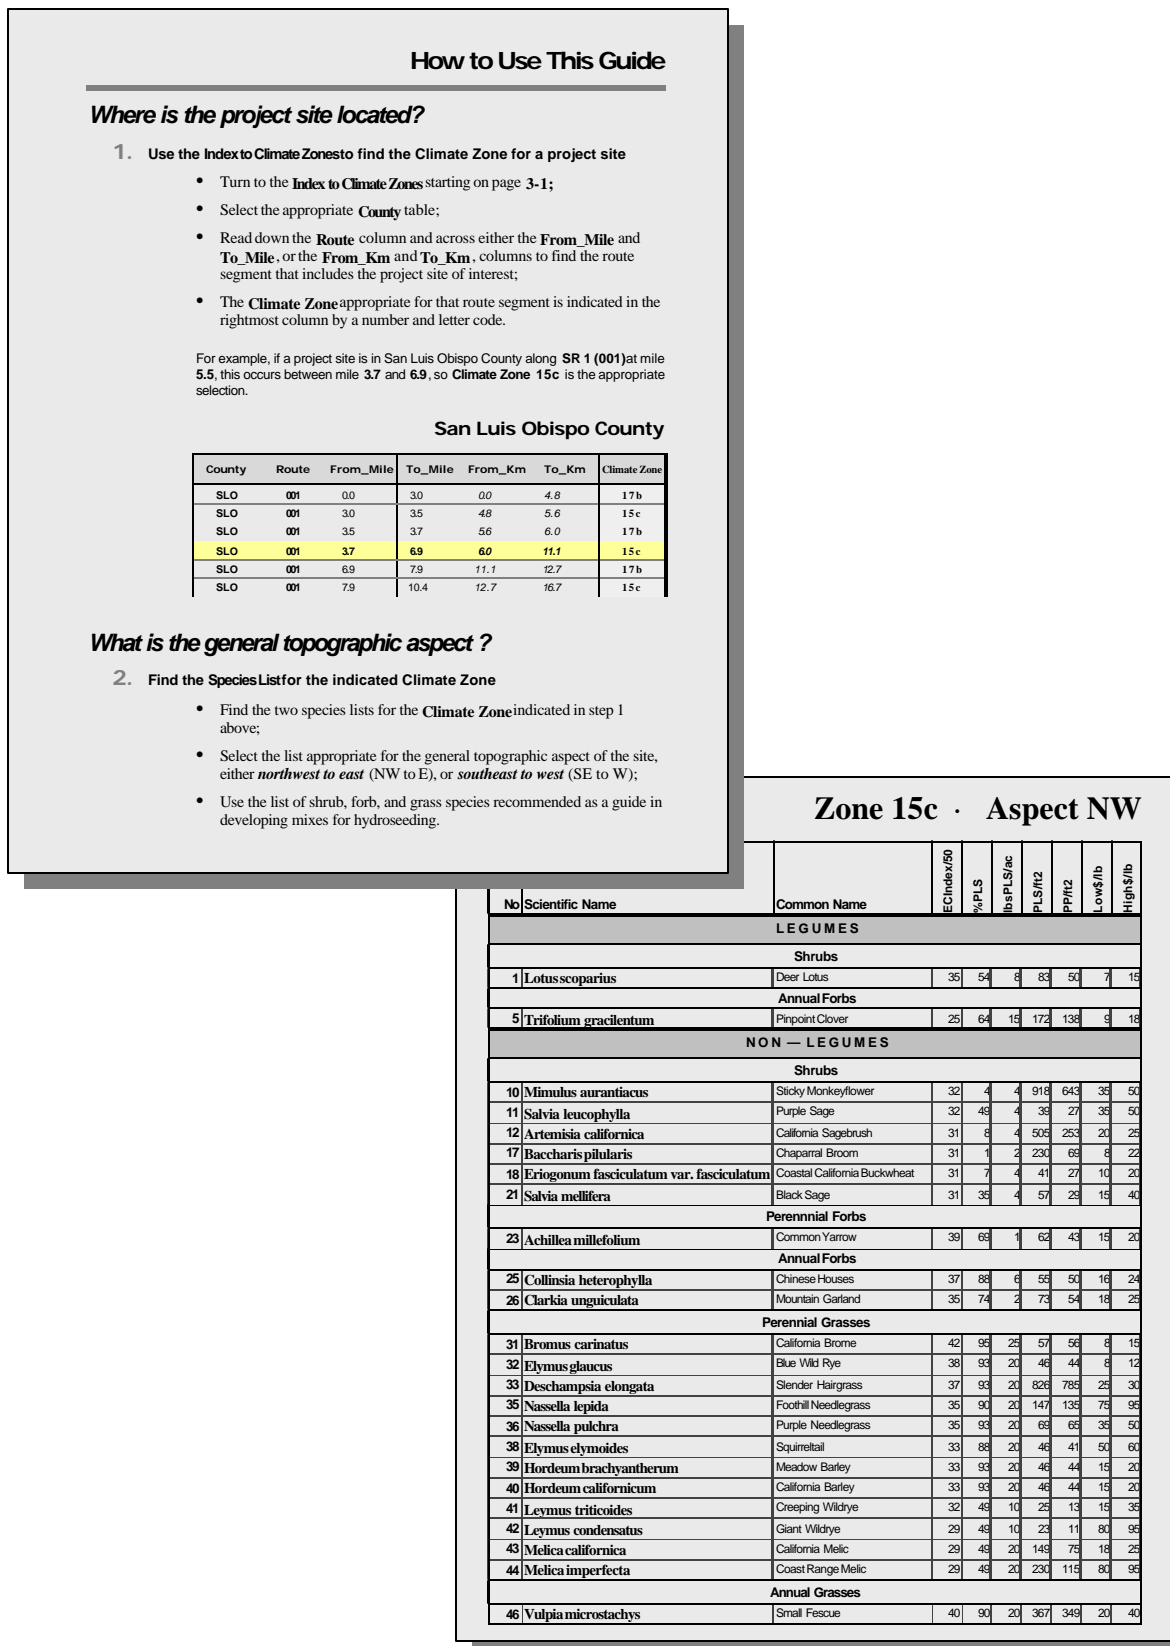 How to Use This Guide
Where is the project site located?
1. Use the Index to Climate Zones to find the Climate Zone for a project site
• Turn to the Index to Climate Zones starting on page 3-1;
• Select the appropriate County table;
• Read down the Route column and across either the From_Mile and
To_Mile, or the From_Km and To_Km, columns to find the route
segment that includes the project site of interest;
• The Climate Zone appropriate for that route segment is indicated in the
rightmost column by a number and letter code.
For example, if a project site is in San Luis Obispo County along SR 1 (001) at mile
5.5, this occurs between mile 3.7 and 6.9, so Climate Zone 15c is the appropriate
selection.
San Luis Obispo County
County Route From_Mile To_Mile From_Km To_Km Climate Zone
SLO 001 0.0 3.0 0.0 4.8 17b
SLO 001 3.0 3.5 4.8 5.6 15c
SLO 001 3.5 3.7 5.6 6.0 17b
SLO 001 3.7 6.9 6.0 11.1 15c
SLO 001 6.9 7.9 11.1 12.7 17b
SLO 001 7.9 10.4 12.7 16.7 15c
What is the general topographic aspect ?
2. Find the Species List for the indicated Climate Zone
• Find the two species lists for the Climate Zone indicated in step 1
above;
• Select the list appropriate for the general topographic aspect of the site,
either northwest to east (NW to E), or southeast to west (SE to W);
• Use the list of shrub, forb, and grass species recommended as a guide in
developing mixes for hydroseeding.
Zone 15c · Aspect NW
No Scientific Name Common Name ECIndex/50 %PLS lbsPLS/ac PLS/ft2 PP/ft2 Low$/lb High$/lb
LEGUMES
Shrubs
1 Lotus scoparius Deer Lotus 35 54 8 83 50 7 15
Annual Forbs
5 Trifolium gracilentum Pinpoint Clover 25 64 15 172 138 9 18
NON — LEGUMES
Shrubs
10 Mimulus aurantiacus Sticky Monkeyflower 32 4 4 918 643 35 50
11 Salvia leucophylla Purple Sage 32 49 4 39 27 35 50
12 Artemisia californica California Sagebrush 31 8 4 505 253 20 25
17 Baccharis pilularis Chaparral Broom 31 1 2 230 69 8 22
18 Eriogonum fasciculatum var. fasciculatum Coastal California Buckwheat 31 7 4 41 27 10 20
21 Salvia mellifera Black Sage 31 35 4 57 29 15 40
Perennnial Forbs
23 Achillea millefolium Common Yarrow 39 69 1 62 43 15 20
Annual Forbs
25 Collinsia heterophylla Chinese Houses 37 88 6 55 50 16 24
26 Clarkia unguiculata Mountain Garland 35 74 2 73 54 18 25
Perennial Grasses
31 Bromus carinatus California Brome 42 95 25 57 56 8 15
32 Elymus glaucus Blue Wild Rye 38 93 20 46 44 8 12
33 Deschampsia elongata Slender Hairgrass 37 93 20 826 785 25 30
35 Nassella lepida Foothill Needlegrass 35 90 20 147 135 75 95
36 Nassella pulchra Purple Needlegrass 35 93 20 69 65 35 50
38 Elymus elymoides Squirreltail 33 88 20 46 41 50 60
39 Hordeum brachyantherum Meadow Barley 33 93 20 46 44 15 20
40 Hordeum californicum California Barley 33 93 20 46 44 15 20
41 Leymus triticoides Creeping Wildrye 32 49 10 25 13 15 35
42 Leymus condensatus Giant Wildrye 29 49 10 23 11 80 95
43 Melica californica California Melic 29 49 20 149 75 18 25
44 Melica imperfecta Coast Range Melic 29 49 20 230 115 80 95
Annual Grasses
46 Vulpia microstachys Small Fescue 40 90 20 367 349 20 40